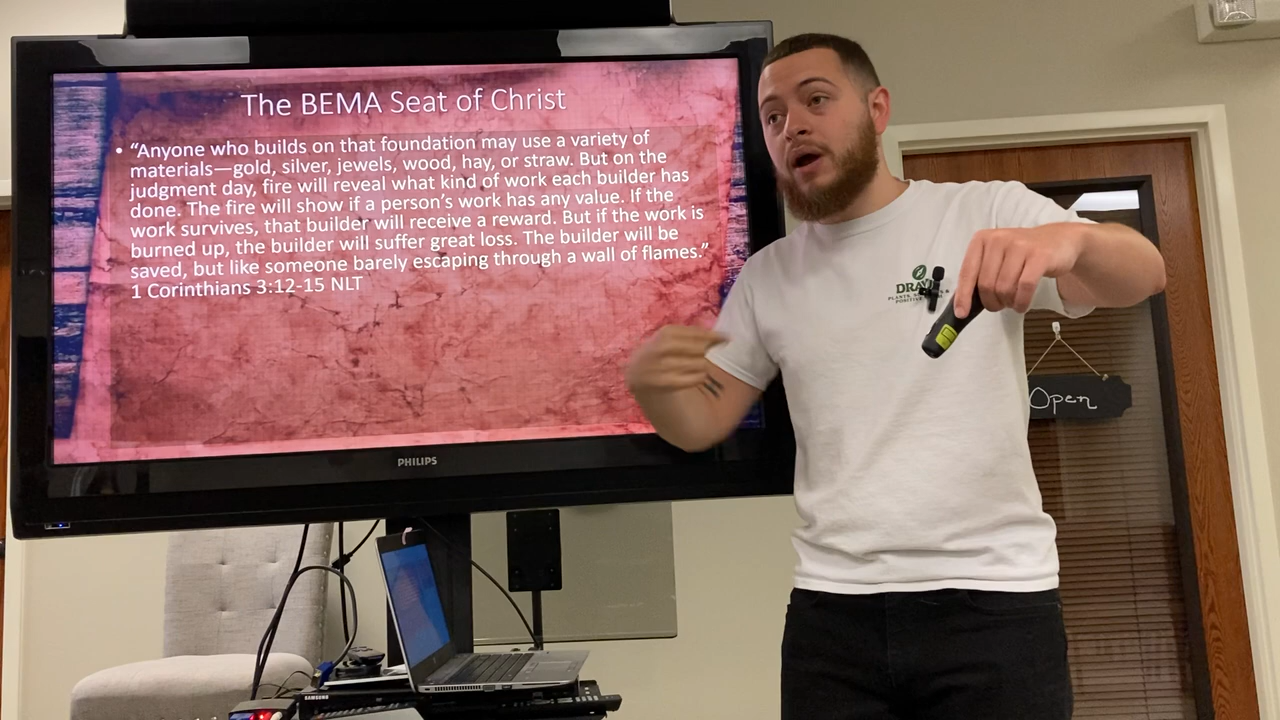 The BEMA Seat of Christ
• “Anyone who builds on that foundation may use a variety of
materials—gold, silver, jewels, wood, hay, or straw. But on the
judgment day, fire will reveal what kind of work each builder has
done. The fire will show if a person’s work has any value. If the
work survives, that builder will receive a reward. But if the work is
burned up, the builder will suffer great loss. The builder will be
saved, but like someone barely escaping through a wall of flames.”
1 Corinthians 3:12-15 NLT
PHILIPS
PLANTS,
POSITIVE
Open
SAMSUNG